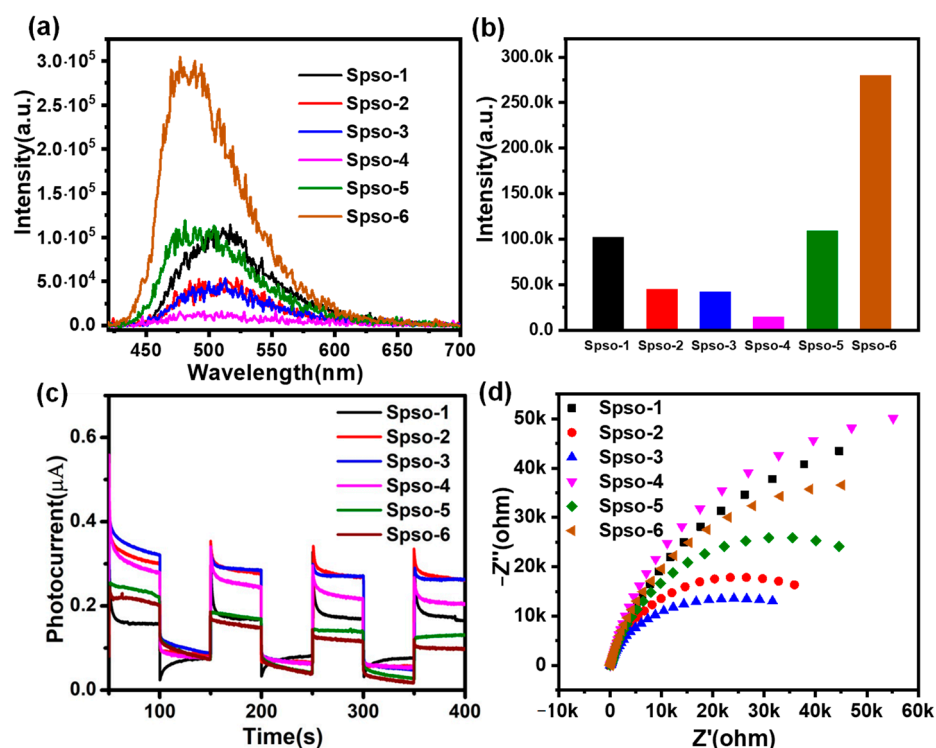 (a)
Intensity(a.u.)
3.0·10⁵
2.5·10⁵
2.0·10⁵
1.5·10⁵
1.0·10⁵
5.0·10⁴
0.0
450 500 550 600 650 700
Wavelength(nm)
Spso-1
Spso-2
Spso-3
Spso-4
Spso-5
Spso-6
(b)
Intensity(a.u.)
300.0k
250.0k
200.0k
150.0k
100.0k
50.0k
0.0
Spso-1 Spso-2 Spso-3 Spso-4 Spso-5 Spso-6
(c)
Photocurrent(μA)
0.6
0.4
0.2
0.0
100 200 300 400
Time(s)
Spso-1
Spso-2
Spso-3
Spso-4
Spso-5
Spso-6
(d)
−Z''(ohm)
50k
40k
30k
20k
10k
0
−10k 0 10k 20k 30k 40k 50k 60k
Z'(ohm)
Spso-1
Spso-2
Spso-3
Spso-4
Spso-5
Spso-6